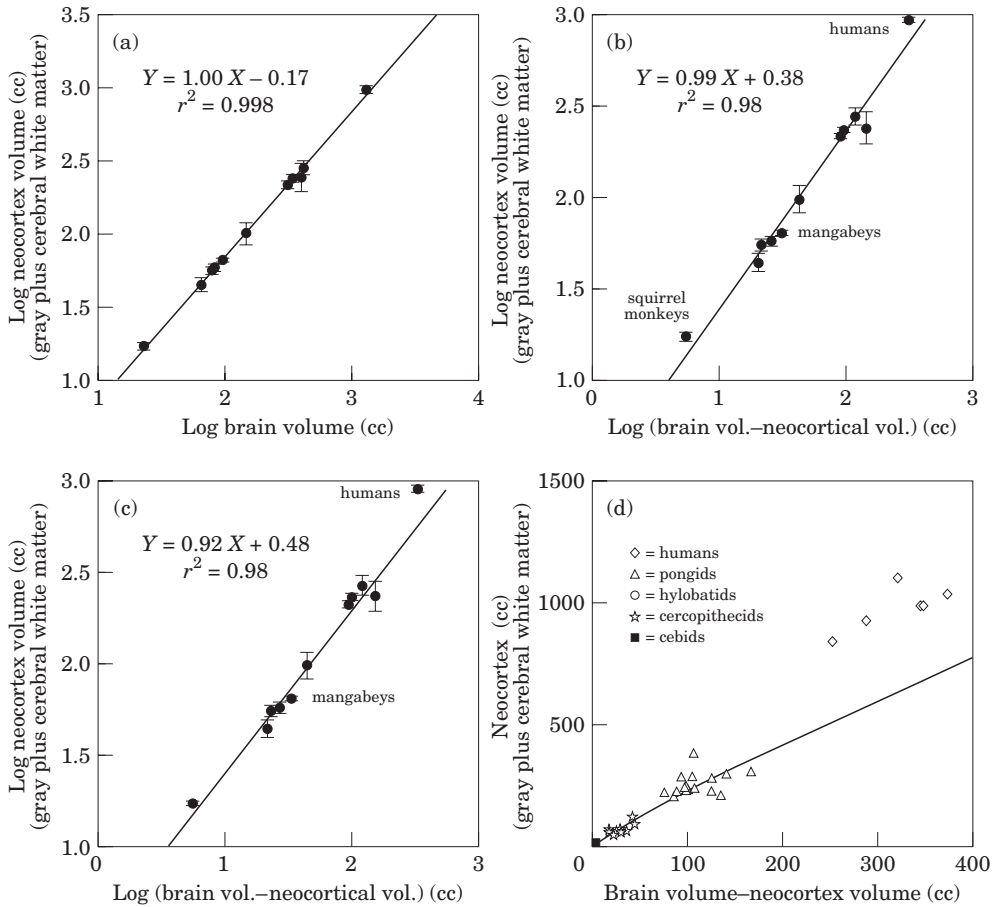 (a)
Y = 1.00 X – 0.17
r² = 0.998
Log neocortex volume (cc)
(gray plus cerebral white matter)
3.5
3.0
2.5
2.0
1.5
1.0
1
2
3
4
Log brain volume (cc)
(b)
humans
Y = 0.99 X + 0.38
r² = 0.98
mangabeys
squirrel
monkeys
Log neocortex volume (cc)
(gray plus cerebral white matter)
3.0
2.5
2.0
1.5
1.0
0
1
2
3
Log (brain vol.–neocortical vol.) (cc)
(c)
humans
Y = 0.92 X + 0.48
r² = 0.98
mangabeys
Log neocortex volume (cc)
(gray plus cerebral white matter)
3.0
2.5
2.0
1.5
1.0
0
1
2
3
Log (brain vol.–neocortical vol.) (cc)
(d)
= humans
= pongids
= hylobatids
= cercopithecids
= cebids
Neocortex (cc)
(gray plus cerebral white matter)
1500
1000
500
0
100
200
300
400
Brain volume–neocortex volume (cc)